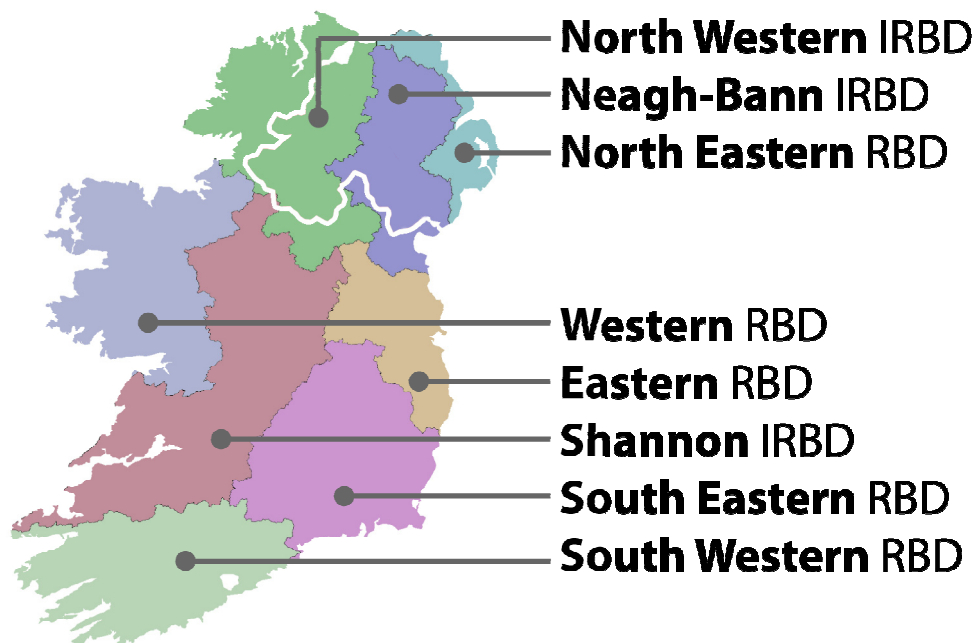 North Western IRBD
Neagh-Bann IRBD
North Eastern RBD
Western RBD
Eastern RBD
Shannon IRBD
South Eastern RBD
South Western RBD